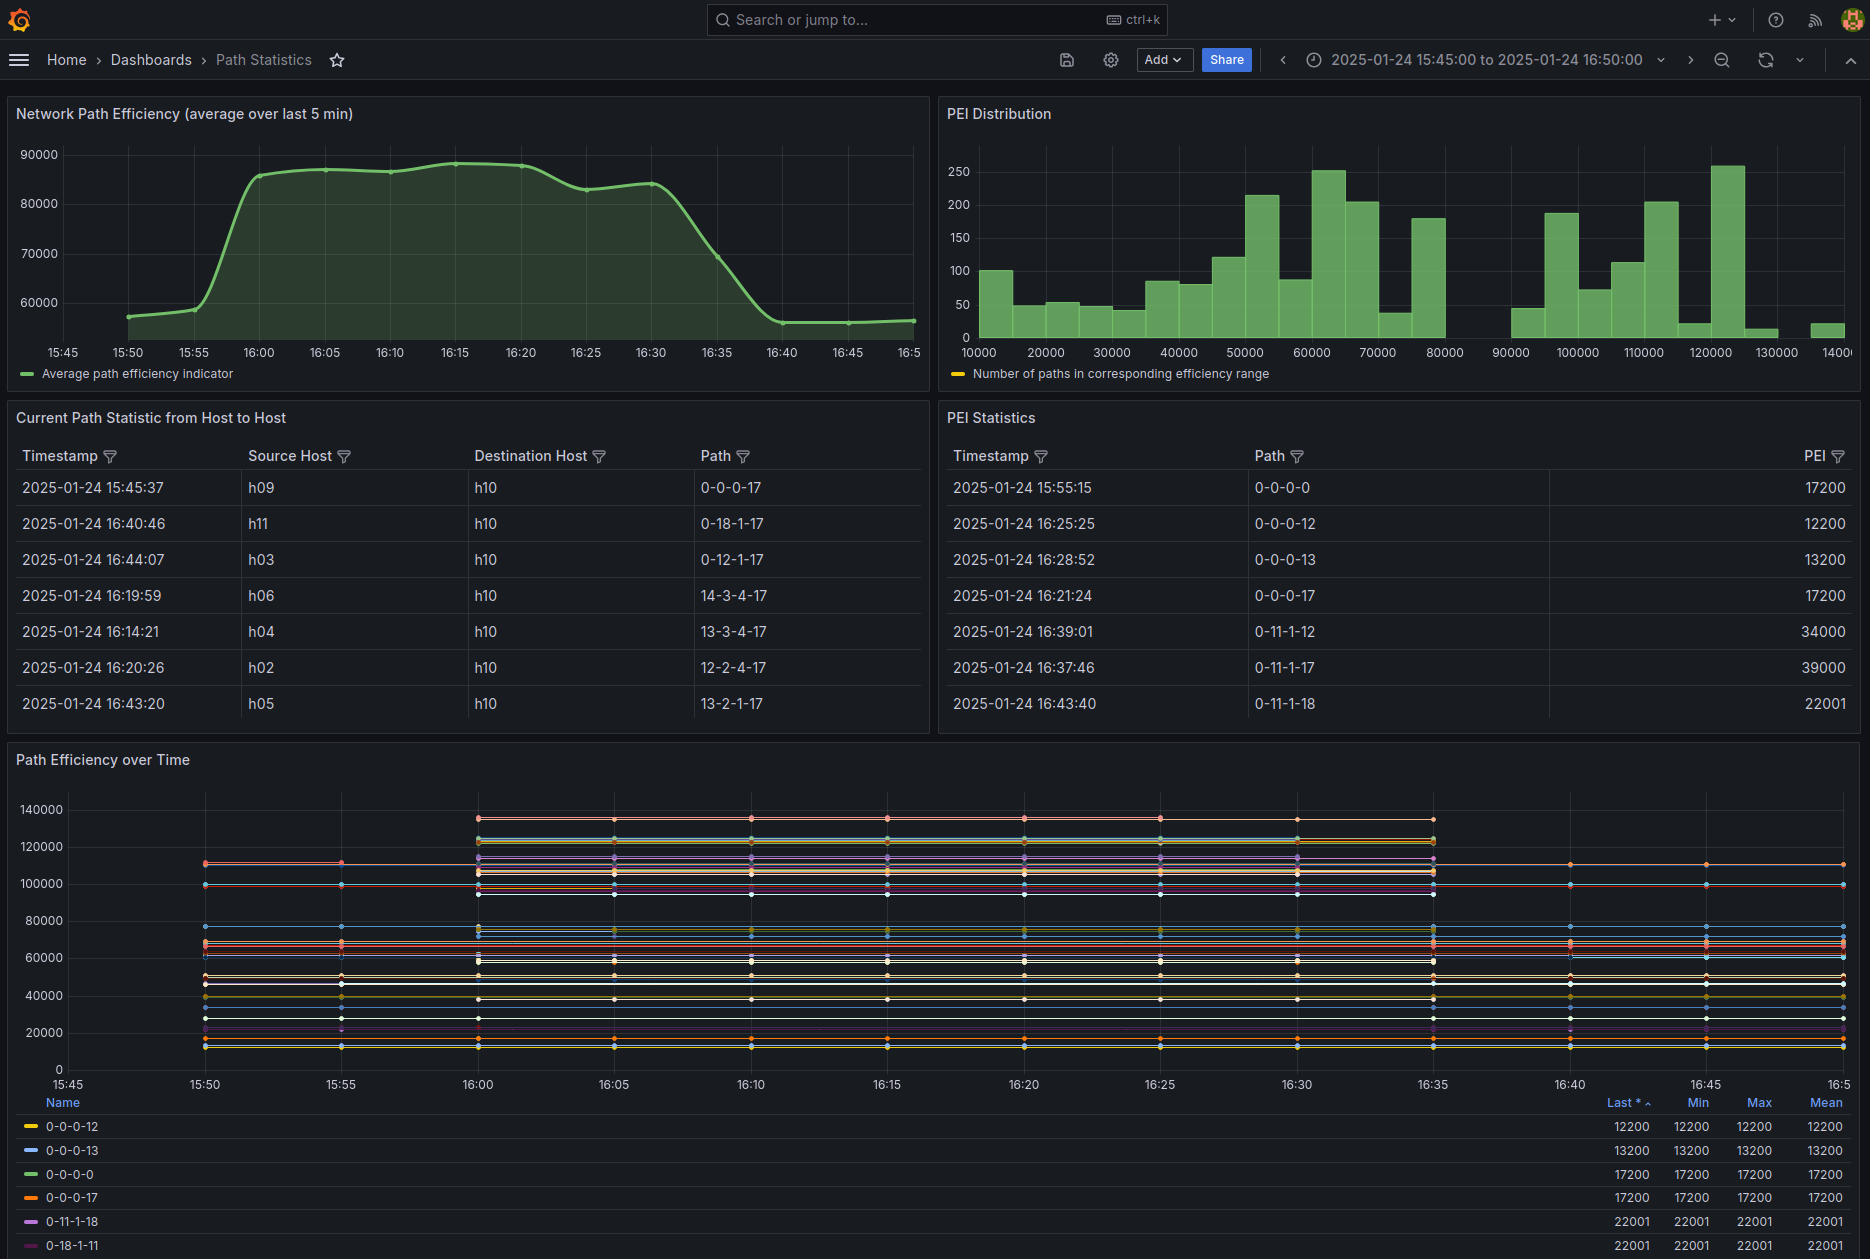 Search or jump to... ctrl+k
Home › Dashboards › Path Statistics
Add Share 2025-01-24 15:45:00 to 2025-01-24 16:50:00
Network Path Efficiency (average over last 5 min)
90000
80000
70000
60000
15:45 15:50 15:55 16:00 16:05 16:10 16:15 16:20 16:25 16:30 16:35 16:40 16:45 16:5
Average path efficiency indicator
PEI Distribution
250
200
150
100
50
0
10000 20000 30000 40000 50000 60000 70000 80000 90000 100000 110000 120000 130000 1400
Number of paths in corresponding efficiency range
Current Path Statistic from Host to Host
Timestamp Source Host Destination Host Path
2025-01-24 15:45:37 h09 h10 0-0-0-17
2025-01-24 16:40:46 h11 h10 0-18-1-17
2025-01-24 16:44:07 h03 h10 0-12-1-17
2025-01-24 16:19:59 h06 h10 14-3-4-17
2025-01-24 16:14:21 h04 h10 13-3-4-17
2025-01-24 16:20:26 h02 h10 12-2-4-17
2025-01-24 16:43:20 h05 h10 13-2-1-17
PEI Statistics
Timestamp Path PEI
2025-01-24 15:55:15 0-0-0-0 17200
2025-01-24 16:25:25 0-0-0-12 12200
2025-01-24 16:28:52 0-0-0-13 13200
2025-01-24 16:21:24 0-0-0-17 17200
2025-01-24 16:39:01 0-11-1-12 34000
2025-01-24 16:37:46 0-11-1-17 39000
2025-01-24 16:43:40 0-11-1-18 22001
Path Efficiency over Time
140000
120000
100000
80000
60000
40000
20000
0
15:45 15:50 15:55 16:00 16:05 16:10 16:15 16:20 16:25 16:30 16:35 16:40 16:45 16:5
Name Last * Min Max Mean
0-0-0-12 12200 12200 12200 12200
0-0-0-13 13200 13200 13200 13200
0-0-0-0 17200 17200 17200 17200
0-0-0-17 17200 17200 17200 17200
0-11-1-18 22001 22001 22001 22001
0-18-1-11 22001 22001 22001 22001